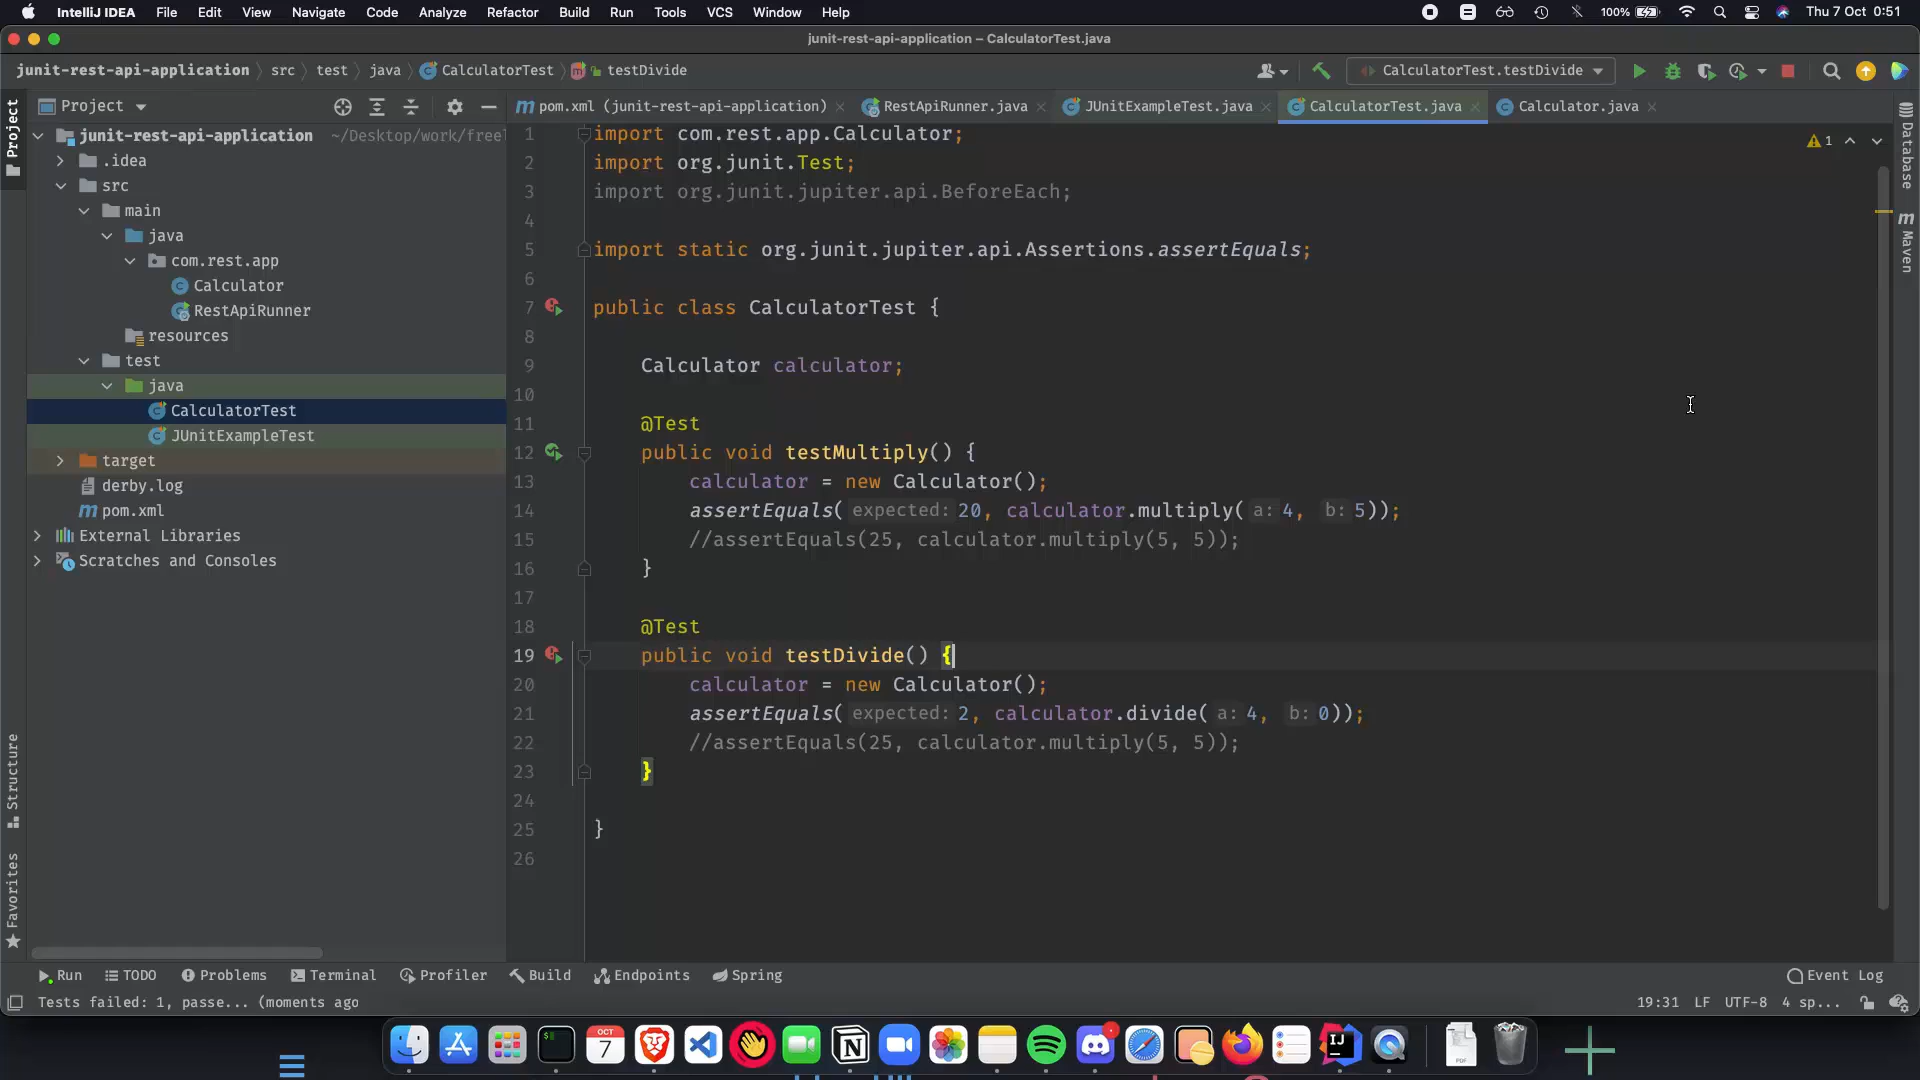 IntelliJ IDEA File Edit View Navigate Code Analyze Refactor Build Run Tools VCS Window Help 100% Thu 7 Oct 0:51
junit-rest-api-application – CalculatorTest.java
junit-rest-api-application src test java CalculatorTest testDivide CalculatorTest.testDivide
Project
pom.xml (junit-rest-api-application) RestApiRunner.java JUnitExampleTest.java CalculatorTest.java Calculator.java
Project
Structure
Favorites
junit-rest-api-application ~/Desktop/work/free
.idea
src
main
java
com.rest.app
Calculator
RestApiRunner
resources
test
java
CalculatorTest
JUnitExampleTest
target
derby.log
pom.xml
External Libraries
Scratches and Consoles
1 import com.rest.app.Calculator;
2 import org.junit.Test;
3 import org.junit.jupiter.api.BeforeEach;
4
5 import static org.junit.jupiter.api.Assertions.assertEquals;
6
7 public class CalculatorTest {
8
9 Calculator calculator;
10
11 @Test
12 public void testMultiply() {
13 calculator = new Calculator();
14 assertEquals( expected: 20, calculator.multiply( a: 4, b: 5));
15 //assertEquals(25, calculator.multiply(5, 5));
16 }
17
18 @Test
19 public void testDivide() {
20 calculator = new Calculator();
21 assertEquals( expected: 2, calculator.divide( a: 4, b: 0));
22 //assertEquals(25, calculator.multiply(5, 5));
23 }
24
25 }
26
1
Database
Maven
Run TODO Problems Terminal Profiler Build Endpoints Spring Event Log
Tests failed: 1, passe... (moments ago 19:31 LF UTF-8 4 sp...
OCT
7
IJ
PDF